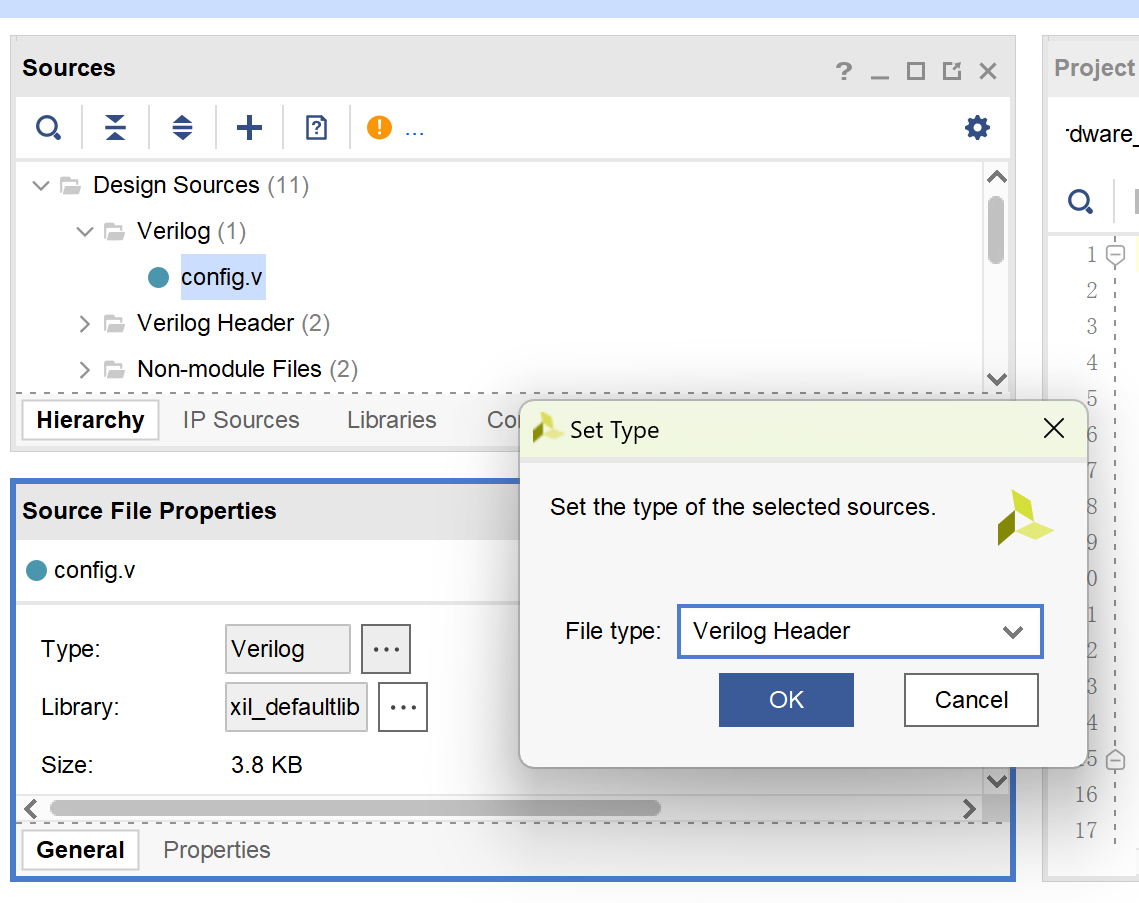 Sources
?
Project
...
rdware_
Design Sources (11)
Verilog (1)
config.v
Verilog Header (2)
Non-module Files (2)
Hierarchy
IP Sources
Libraries
Co
1
2
3
4
5
6
7
8
9
0
1
2
3
4
5
16
17
Set Type
Set the type of the selected sources.
File type:
Verilog Header
OK
Cancel
Source File Properties
config.v
Type:
Verilog
...
Library:
xil_defaultlib
...
Size:
3.8 KB
General
Properties